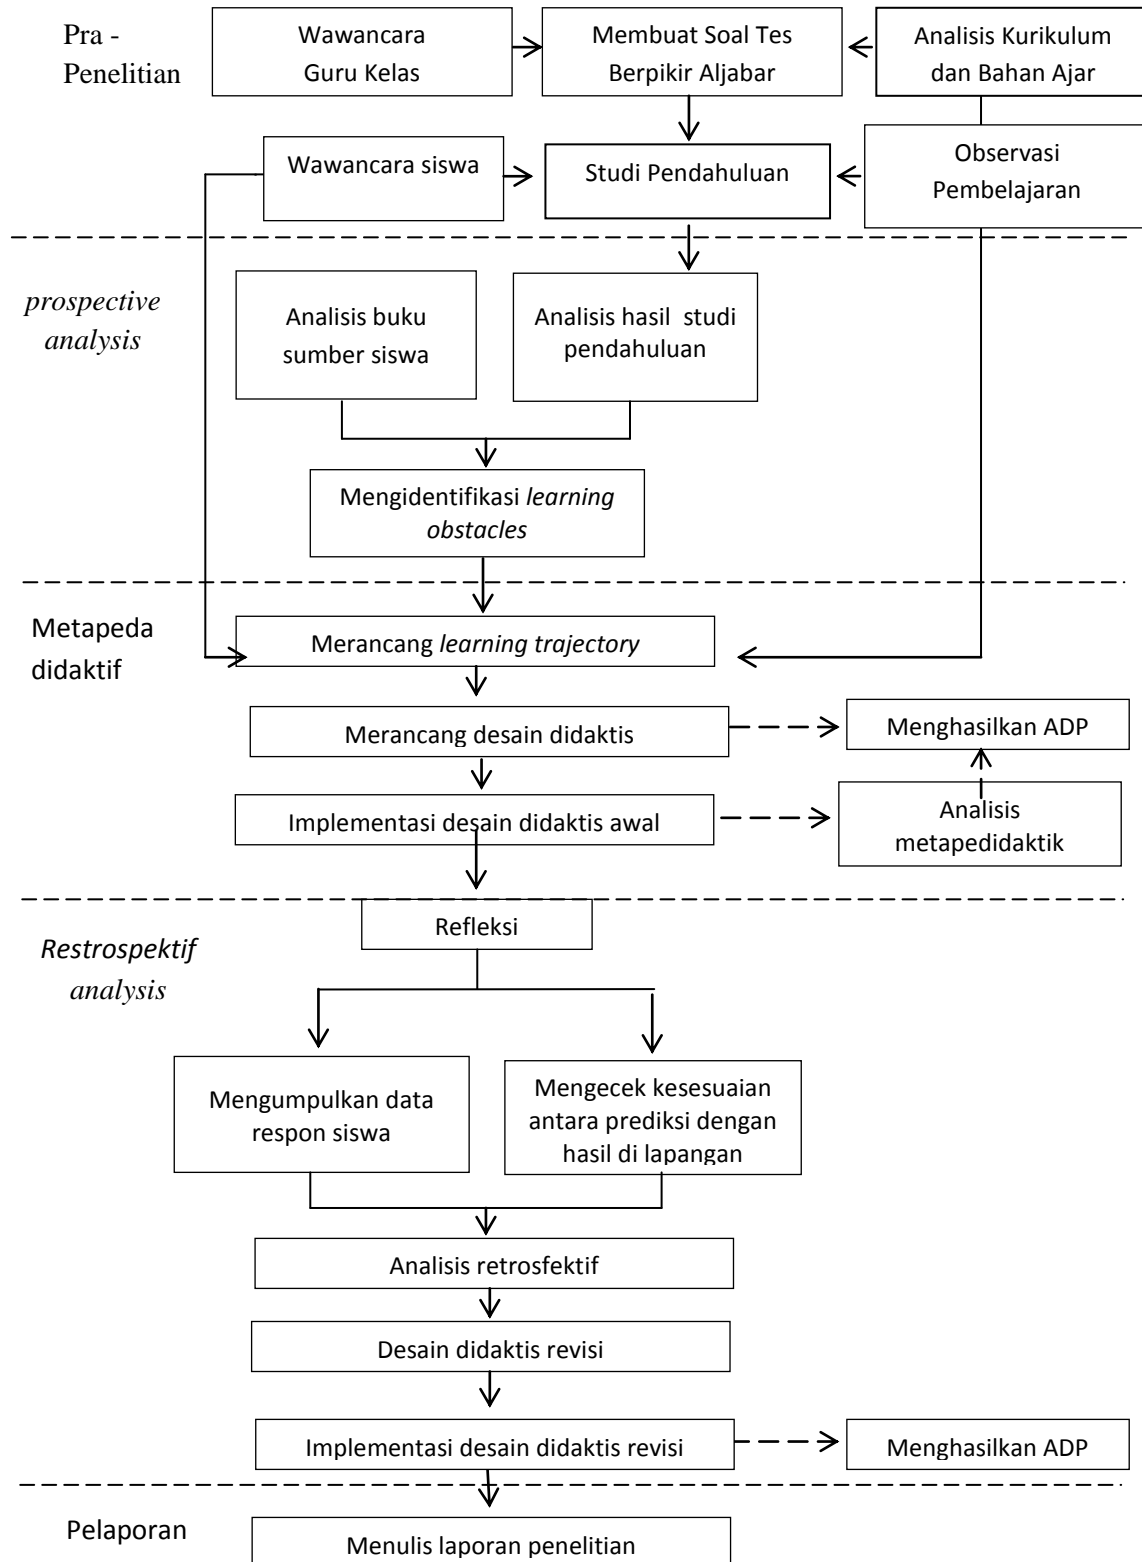 Pra -
Penelitian
Wawancara
Guru Kelas
Membuat Soal Tes
Berpikir Aljabar
Analisis Kurikulum
dan Bahan Ajar
Wawancara siswa
Studi Pendahuluan
Observasi
Pembelajaran
prospective
analysis
Analisis buku
sumber siswa
Analisis hasil studi
pendahuluan
Mengidentifikasi learning
obstacles
Metapeda
didaktif
Merancang learning trajectory
Merancang desain didaktis
Menghasilkan ADP
Implementasi desain didaktis awal
Analisis
metapedidaktik
Refleksi
Restrospektif
analysis
Mengumpulkan data
respon siswa
Mengecek kesesuaian
antara prediksi dengan
hasil di lapangan
Analisis retrosfektif
Desain didaktis revisi
Implementasi desain didaktis revisi
Menghasilkan ADP
Pelaporan
Menulis laporan penelitian